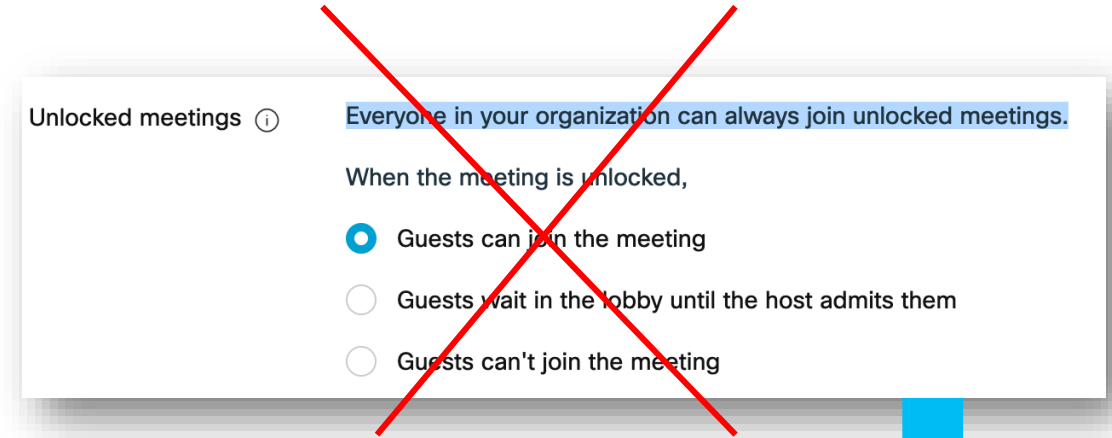 Unlocked meetings
Everyone in your organization can always join unlocked meetings.
When the meeting is unlocked,
Guests can join the meeting
Guests wait in the lobby until the host admits them
Guests can't join the meeting